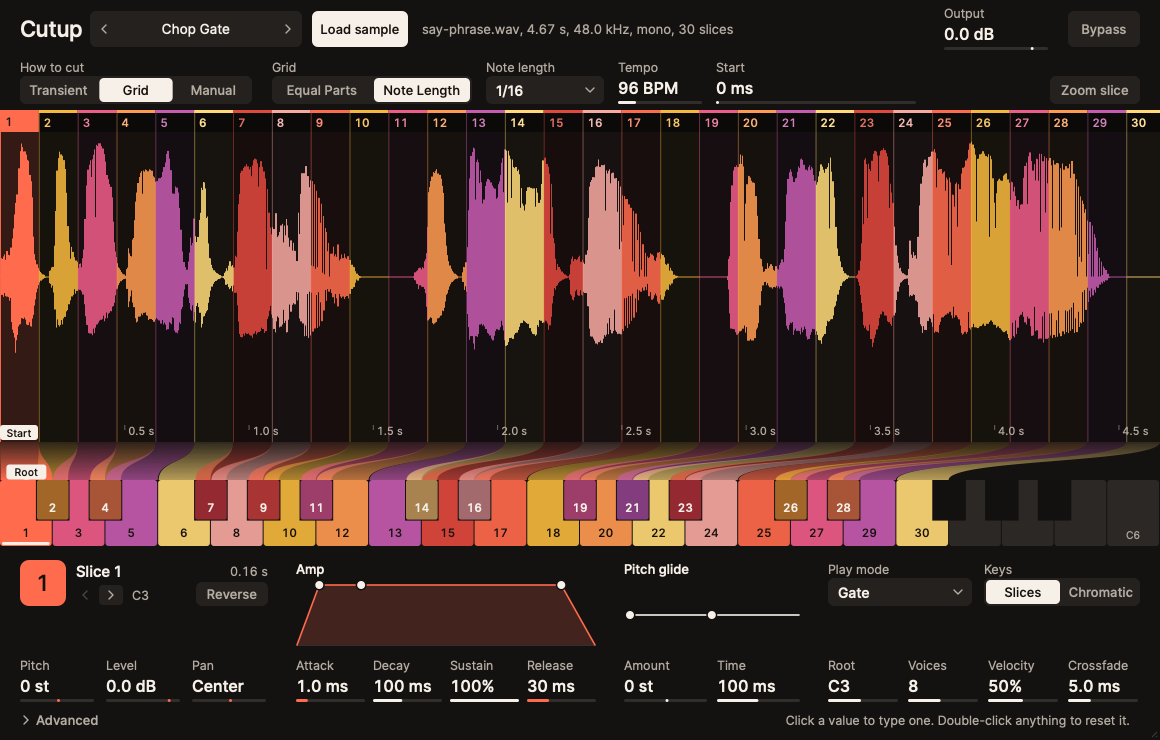 Cutup
Chop Gate
Load sample
say-phrase.wav, 4.67 s, 48.0 kHz, mono, 30 slices
Output
0.0 dB
Bypass
How to cut
Transient Grid Manual
Grid
Equal Parts Note Length
Note length
1/16
Tempo
96 BPM
Start
0 ms
Zoom slice
1 2 3 4 5 6 7 8 9 10 11 12 13 14 15 16 17 18 19 20 21 22 23 24 25 26 27 28 29 30
Start 0.5 s 1.0 s 1.5 s 2.0 s 2.5 s 3.0 s 3.5 s 4.0 s 4.5 s
Root
2 4 7 9 11 14 16 19 21 23 26 28
1 3 5 6 8 10 12 13 15 17 18 20 22 24 25 27 29 30 C6
1
Slice 1
0.16 s
C3
Reverse
Amp
Pitch glide
Play mode
Gate
Keys
Slices Chromatic
Pitch Level Pan Attack Decay Sustain Release Amount Time Root Voices Velocity Crossfade
0 st 0.0 dB Center 1.0 ms 100 ms 100% 30 ms 0 st 100 ms C3 8 50% 5.0 ms
Advanced
Click a value to type one. Double-click anything to reset it.